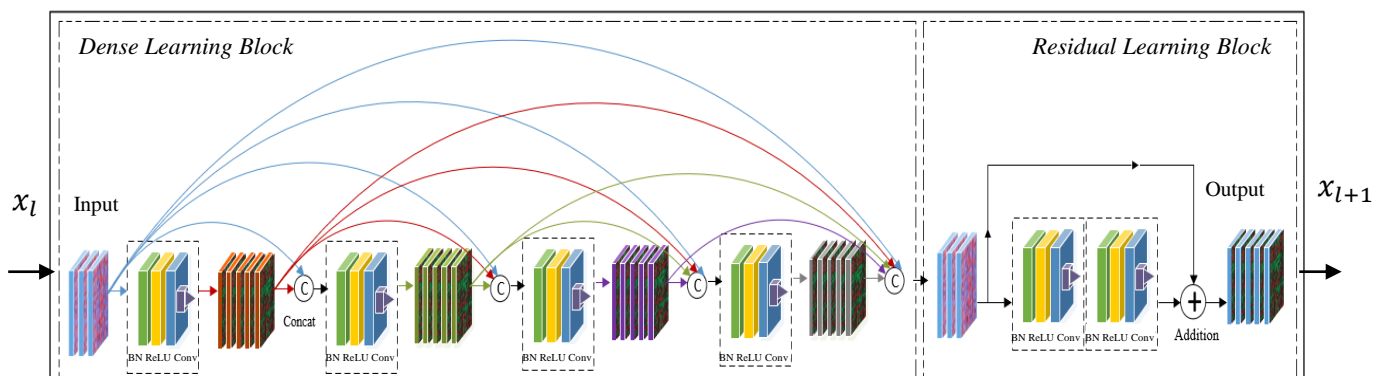 Dense Learning Block
Residual Learning Block
x_l
Input
C
C
C
C
Concat
BN ReLU Conv
BN ReLU Conv
BN ReLU Conv
BN ReLU Conv
BN ReLU Conv
BN ReLU Conv
+
Addition
Output
x_{l+1}